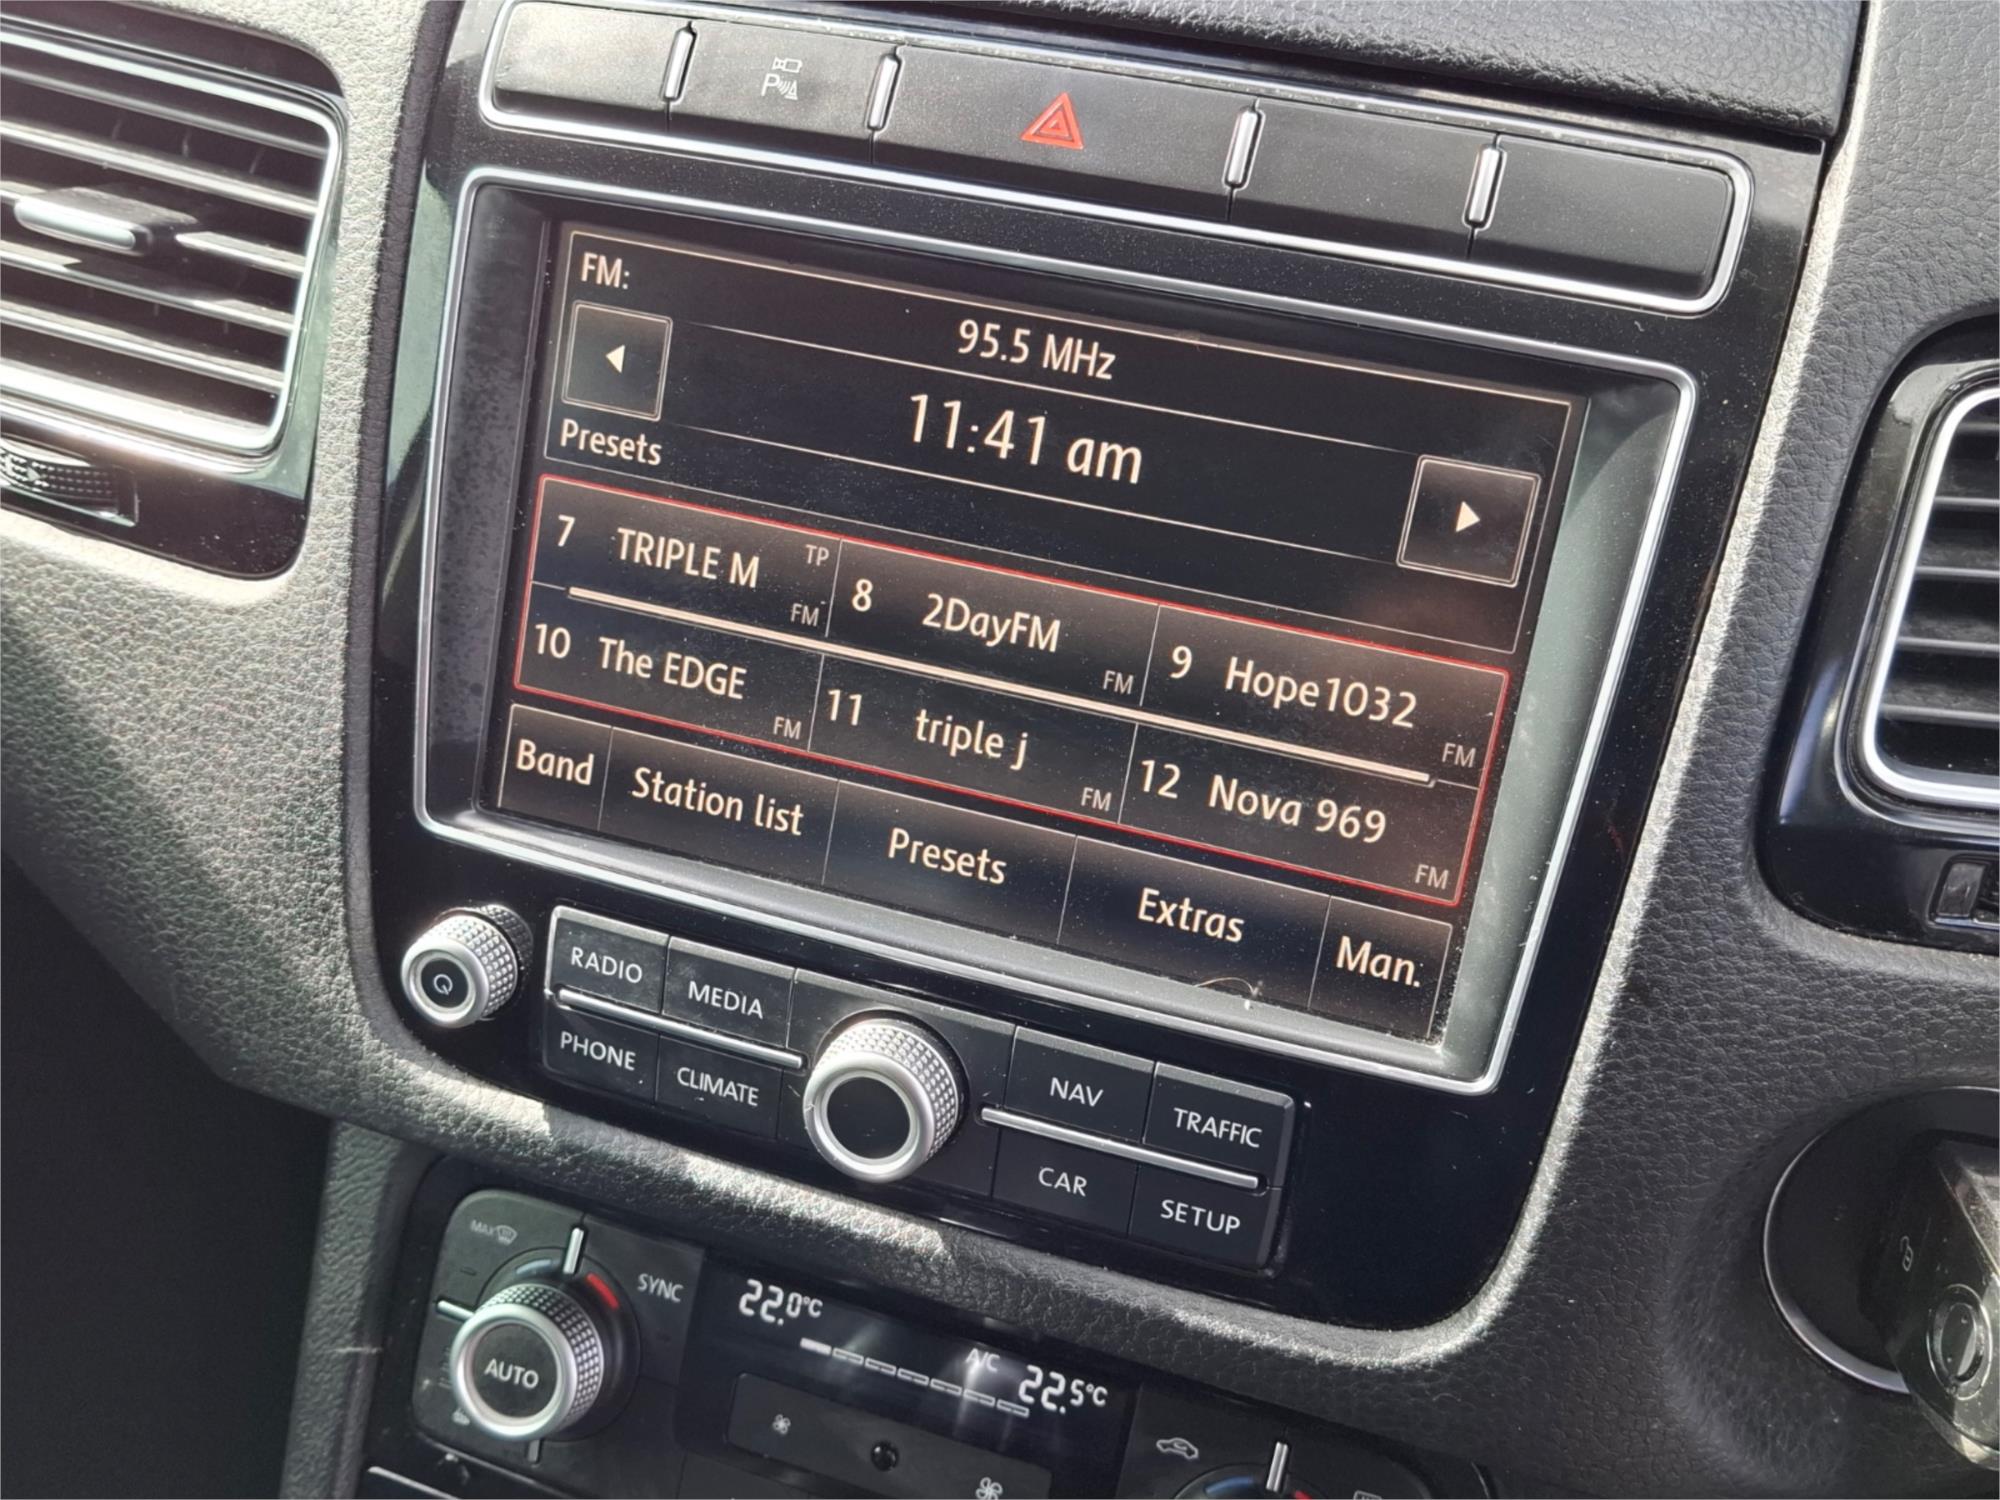 P
FM:
95.5 MHz
11:41 am
Presets
7 TRIPLE M TP FM
8 2DayFM FM
9 Hope1032 FM
10 The EDGE FM
11 triple j FM
12 Nova 969 FM
Band Station list Presets Extras Man.
RADIO MEDIA
PHONE CLIMATE
NAV TRAFFIC
CAR SETUP
MAX
SYNC
AUTO
22.0°C
A/C
22.5°C